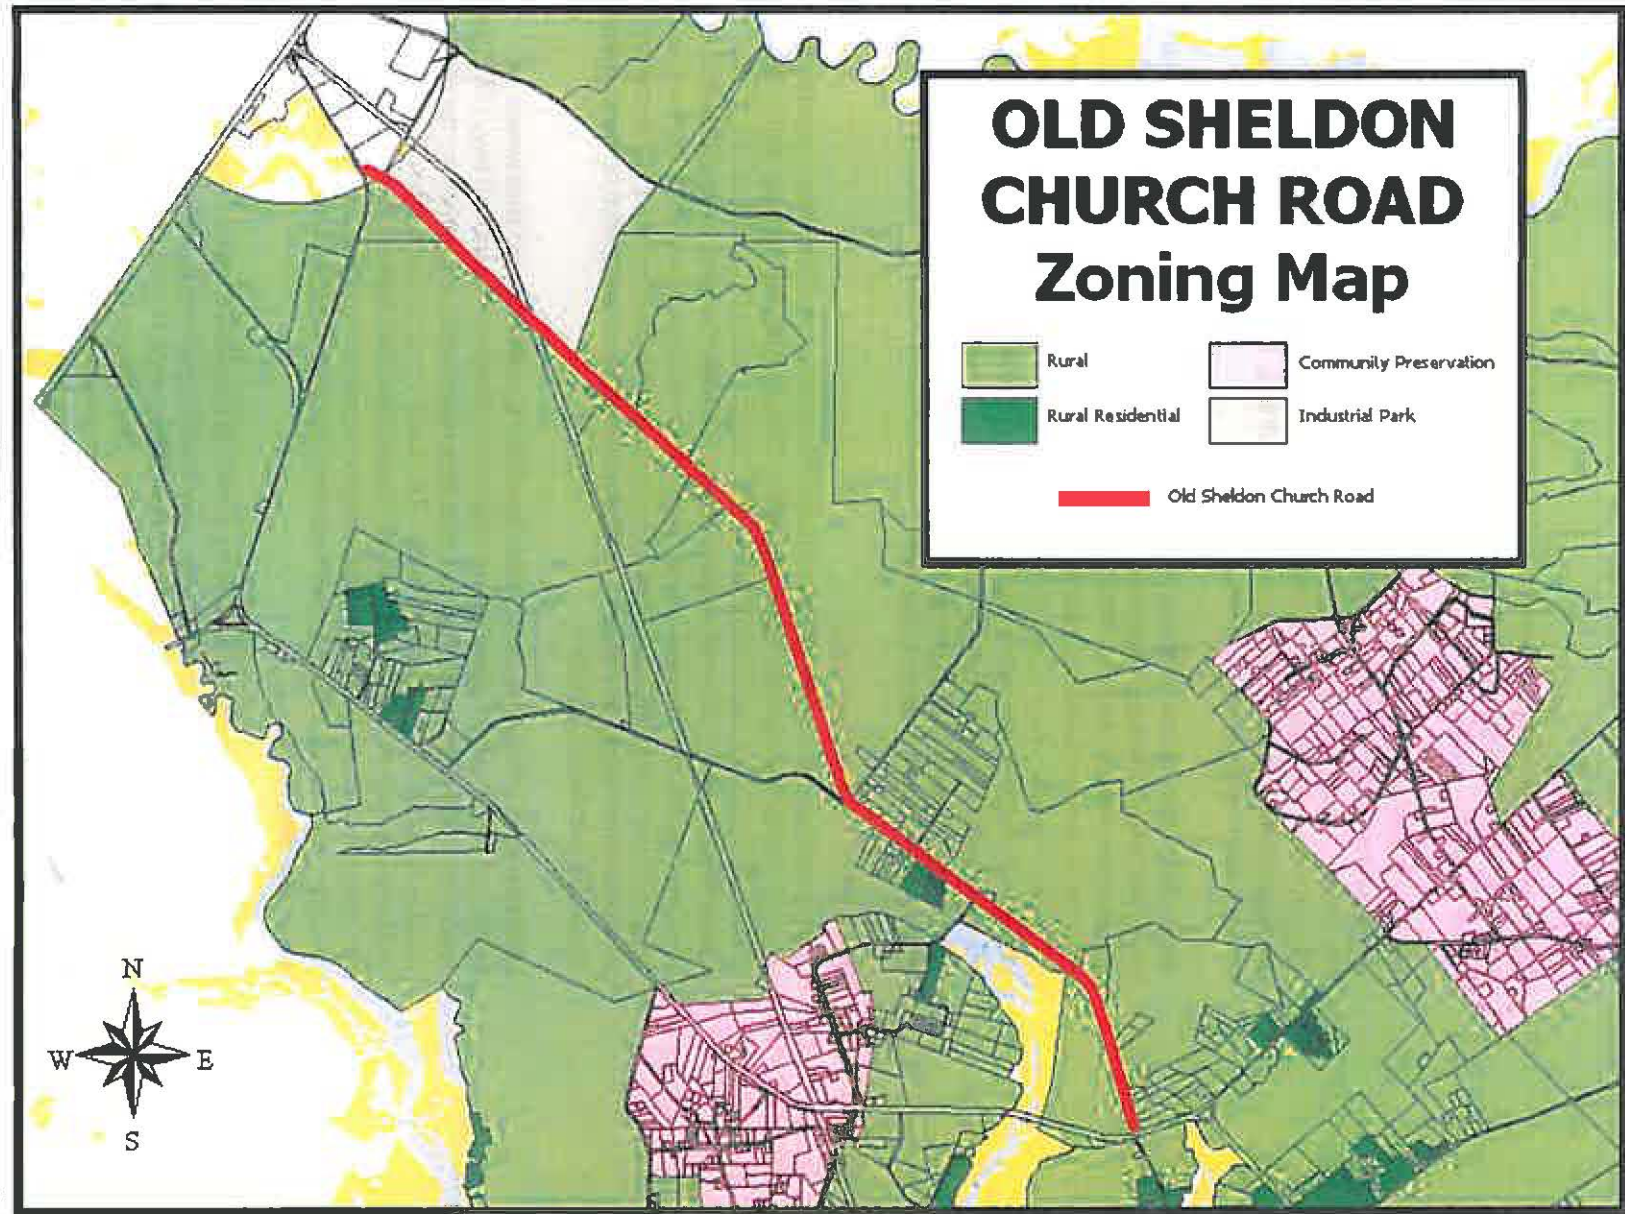 OLD SHELDON
CHURCH ROAD
Zoning Map
Rural
Community Preservation
Rural Residential
Industrial Park
Old Sheldon Church Road
N
W
E
S